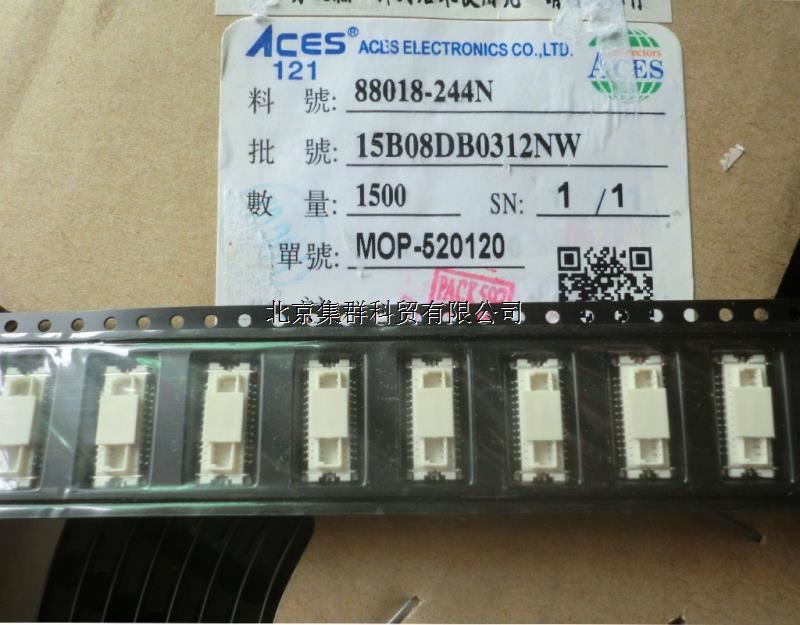 ACES® ACES ELECTRONICS CO.,LTD.
121
ACES
料 號: 88018-244N
批 號: 15B08DB0312NW
數 量: 1500 SN: 1 / 1
單號: MOP-520120
PACK502
北京集群科贸有限公司